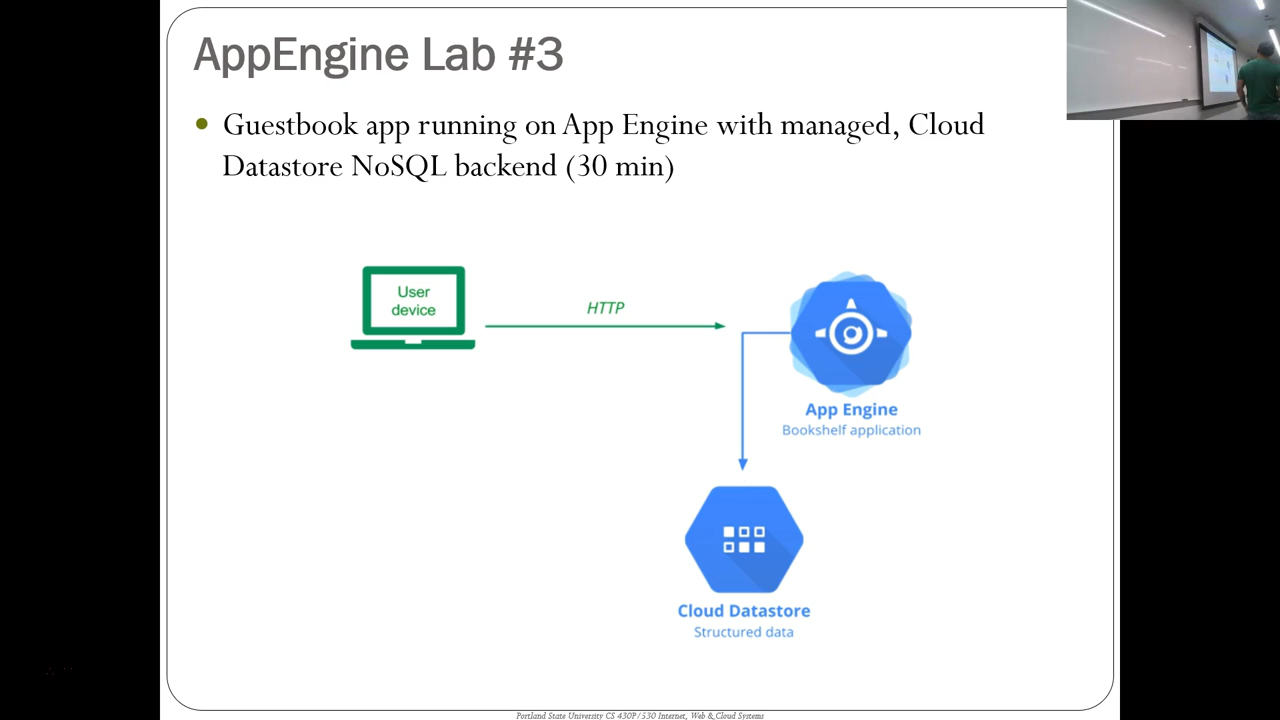 AppEngine Lab #3
Guestbook app running on App Engine with managed, Cloud
Datastore NoSQL backend (30 min)
User
device
HTTP
App Engine
Bookshelf application
Cloud Datastore
Structured data
Portland State University CS 430P/530 Internet, Web & Cloud Systems